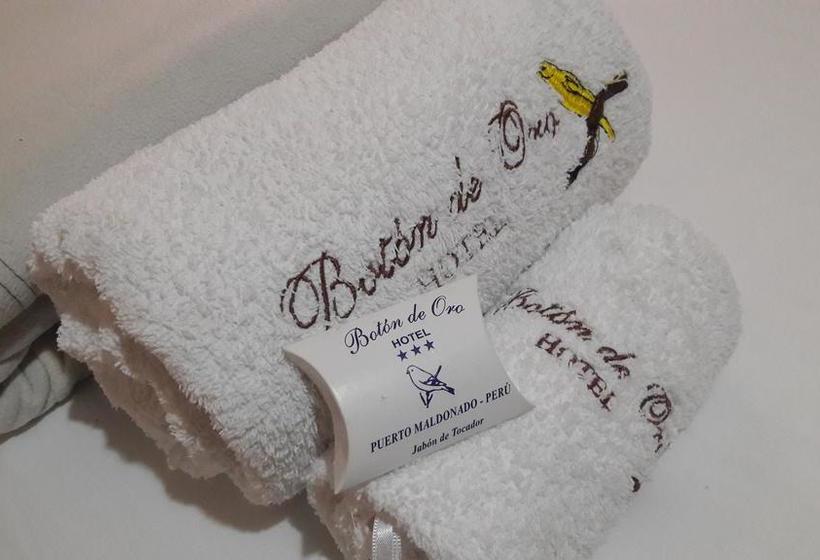 Botón de Oro
HOTEL
Botón de Oro
HOTEL
PUERTO MALDONADO - PERÚ
Jabón de Tocador
Botón de Oro
HOTEL